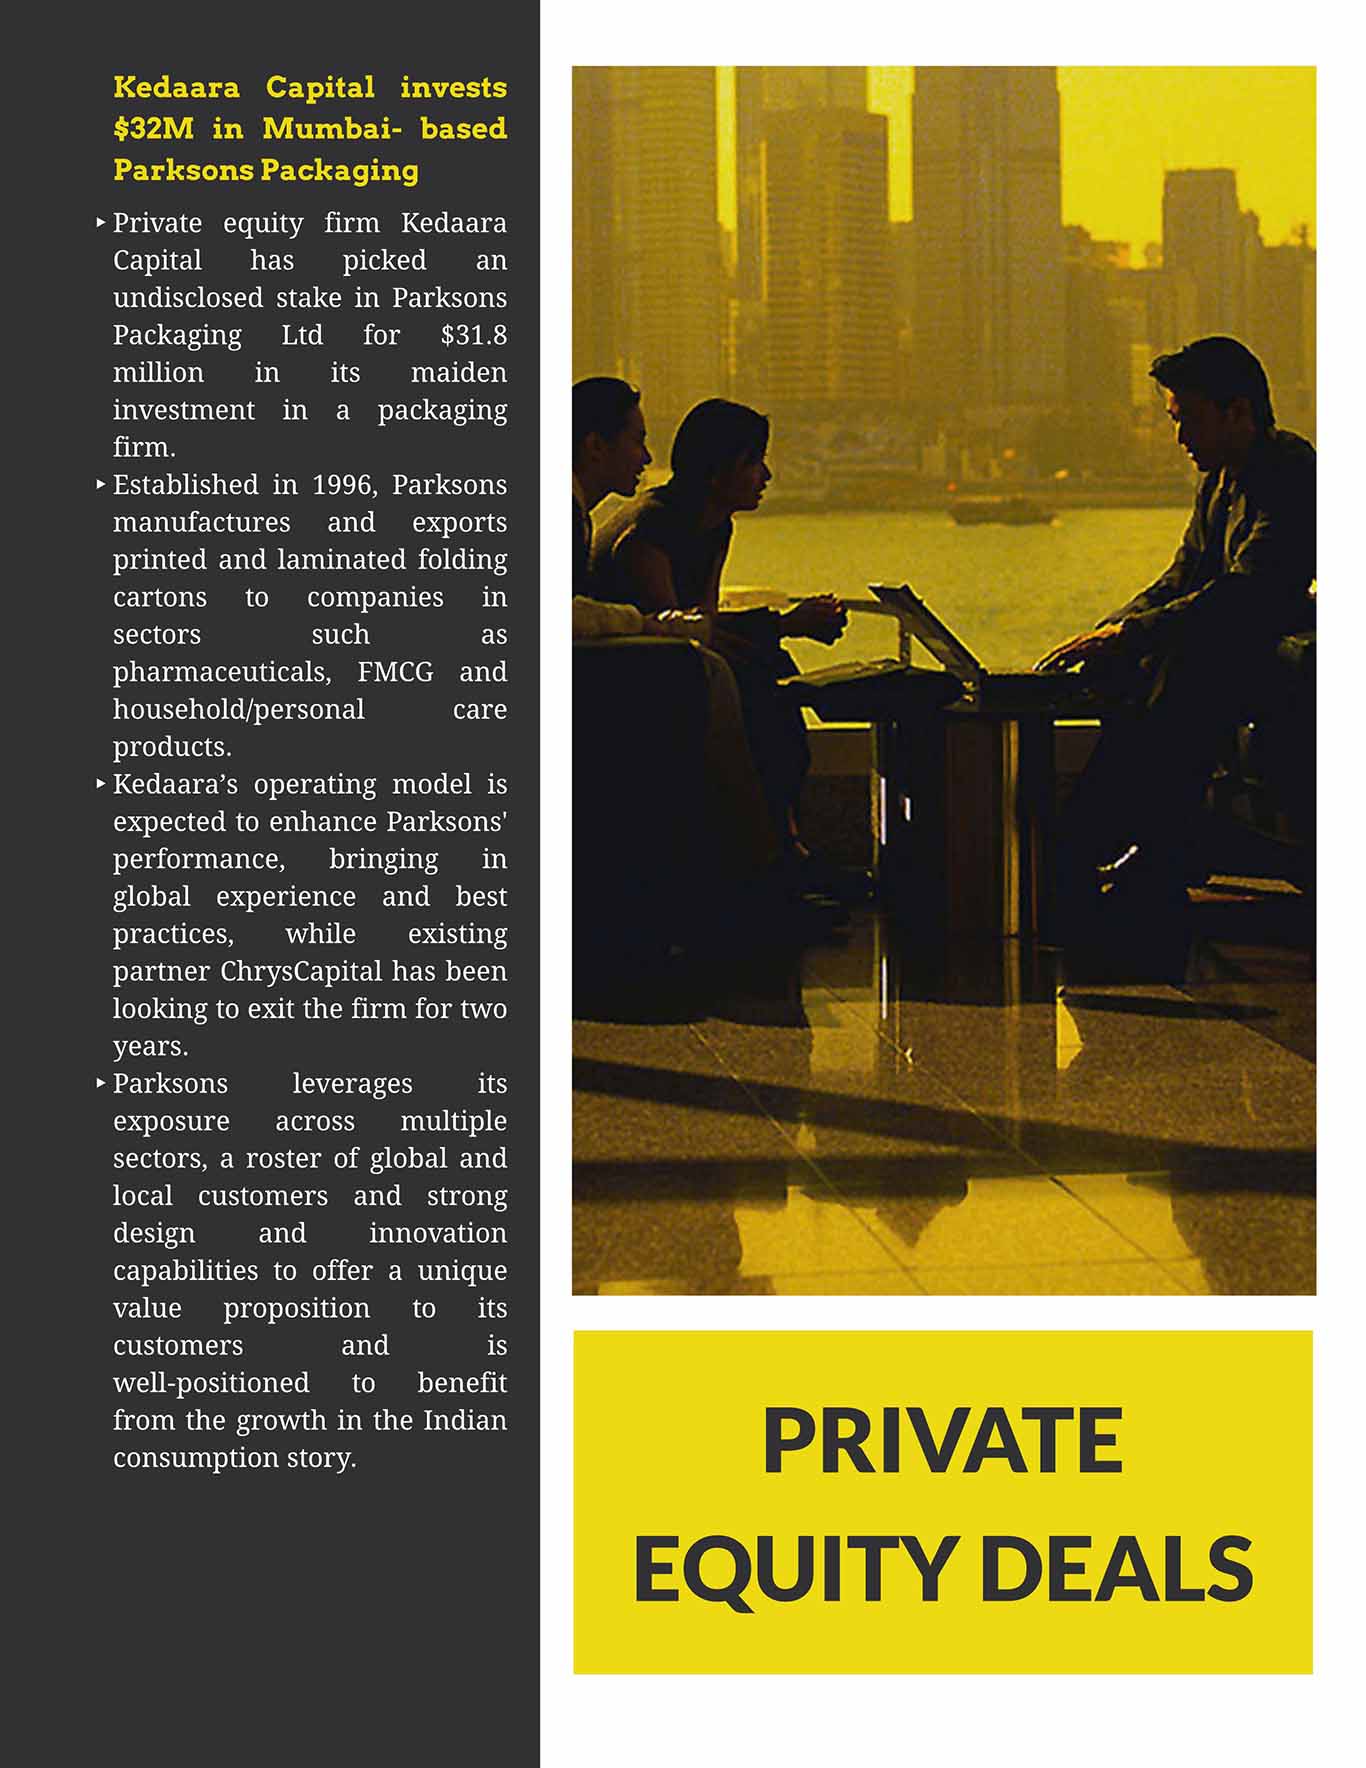 Kedaara Capital invests
$32M in Mumbai- based
Parksons Packaging
‣ Private equity firm Kedaara
Capital has picked an
undisclosed stake in Parksons
Packaging Ltd for $31.8
million in its maiden
investment in a packaging
firm.
‣ Established in 1996, Parksons
manufactures and exports
printed and laminated folding
cartons to companies in
sectors such as
pharmaceuticals, FMCG and
household/personal care
products.
‣ Kedaara’s operating model is
expected to enhance Parksons'
performance, bringing in
global experience and best
practices, while existing
partner ChrysCapital has been
looking to exit the firm for two
years.
‣ Parksons leverages its
exposure across multiple
sectors, a roster of global and
local customers and strong
design and innovation
capabilities to offer a unique
value proposition to its
customers and is
well-positioned to benefit
from the growth in the Indian
consumption story.
PRIVATE
EQUITY DEALS